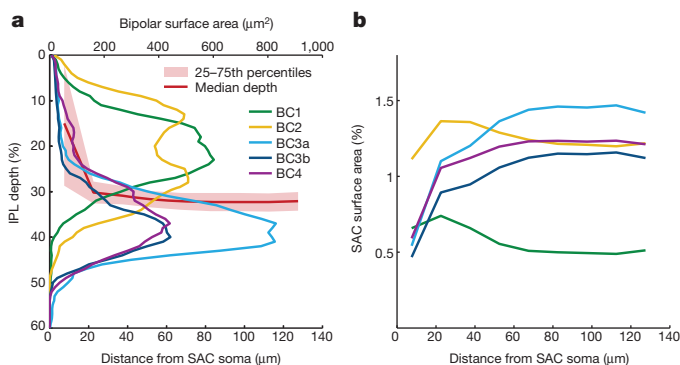 a
Bipolar surface area (μm²)
0 200 400 600 800 1,000
0
10
20
30
40
50
60
IPL depth (%)
25–75th percentiles
Median depth
BC1
BC2
BC3a
BC3b
BC4
0 20 40 60 80 100 120 140
Distance from SAC soma (μm)
b
1.5
1
0.5
SAC surface area (%)
0 20 40 60 80 100 120 140
Distance from SAC soma (μm)